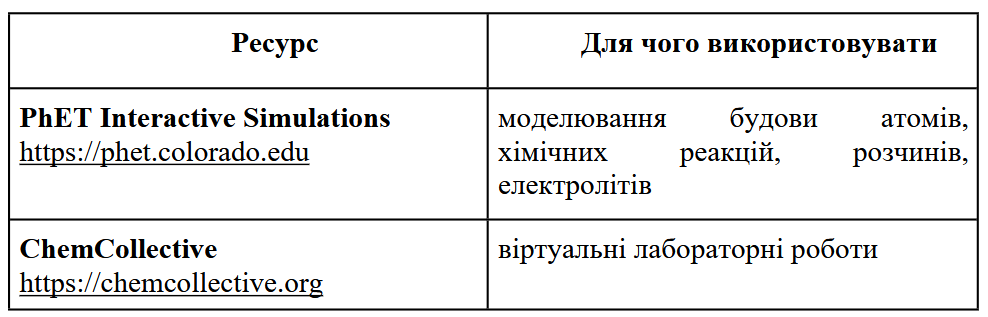 Ресурс
Для чого використовувати
PhET Interactive Simulations
https://phet.colorado.edu
моделювання будови атомів,
хімічних реакцій, розчинів,
електролітів
ChemCollective
https://chemcollective.org
віртуальні лабораторні роботи